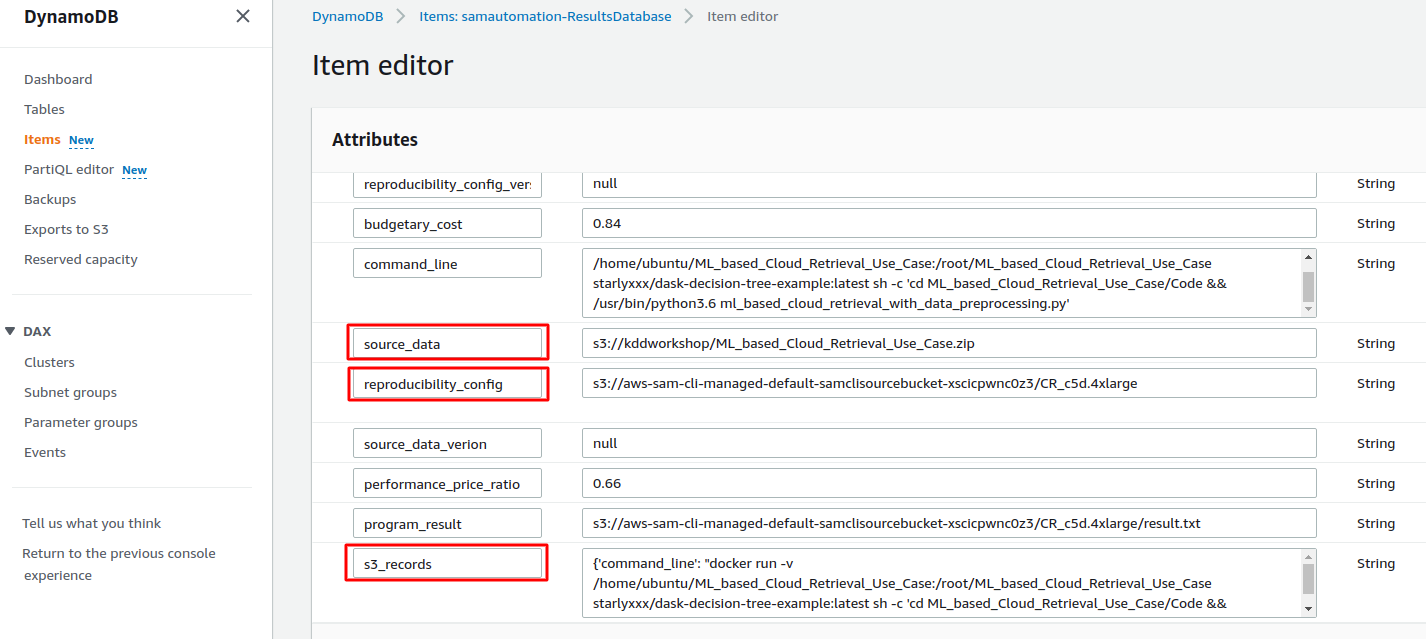 DynamoDB
Dashboard
Tables
Items New
PartiQL editor New
Backups
Exports to S3
Reserved capacity
DAX
Clusters
Subnet groups
Parameter groups
Events
Tell us what you think
Return to the previous console
experience
DynamoDB Items: samautomation-ResultsDatabase Item editor
Item editor
Attributes
reproducibility_config_ver null String
budgetary_cost 0.84 String
command_line /home/ubuntu/ML_based_Cloud_Retrieval_Use_Case:/root/ML_based_Cloud_Retrieval_Use_Case String
starlyxxx/dask-decision-tree-example:latest sh -c 'cd ML_based_Cloud_Retrieval_Use_Case/Code &&
/usr/bin/python3.6 ml_based_cloud_retrieval_with_data_preprocessing.py'
source_data s3://kddworkshop/ML_based_Cloud_Retrieval_Use_Case.zip String
reproducibility_config s3://aws-sam-cli-managed-default-samclisourcebucket-xscicpwnc0z3/CR_c5d.4xlarge String
source_data_verion null String
performance_price_ratio 0.66 String
program_result s3://aws-sam-cli-managed-default-samclisourcebucket-xscicpwnc0z3/CR_c5d.4xlarge/result.txt String
s3_records {'command_line': "docker run -v String
/home/ubuntu/ML_based_Cloud_Retrieval_Use_Case:/root/ML_based_Cloud_Retrieval_Use_Case
starlyxxx/dask-decision-tree-example:latest sh -c 'cd ML_based_Cloud_Retrieval_Use_Case/Code &&